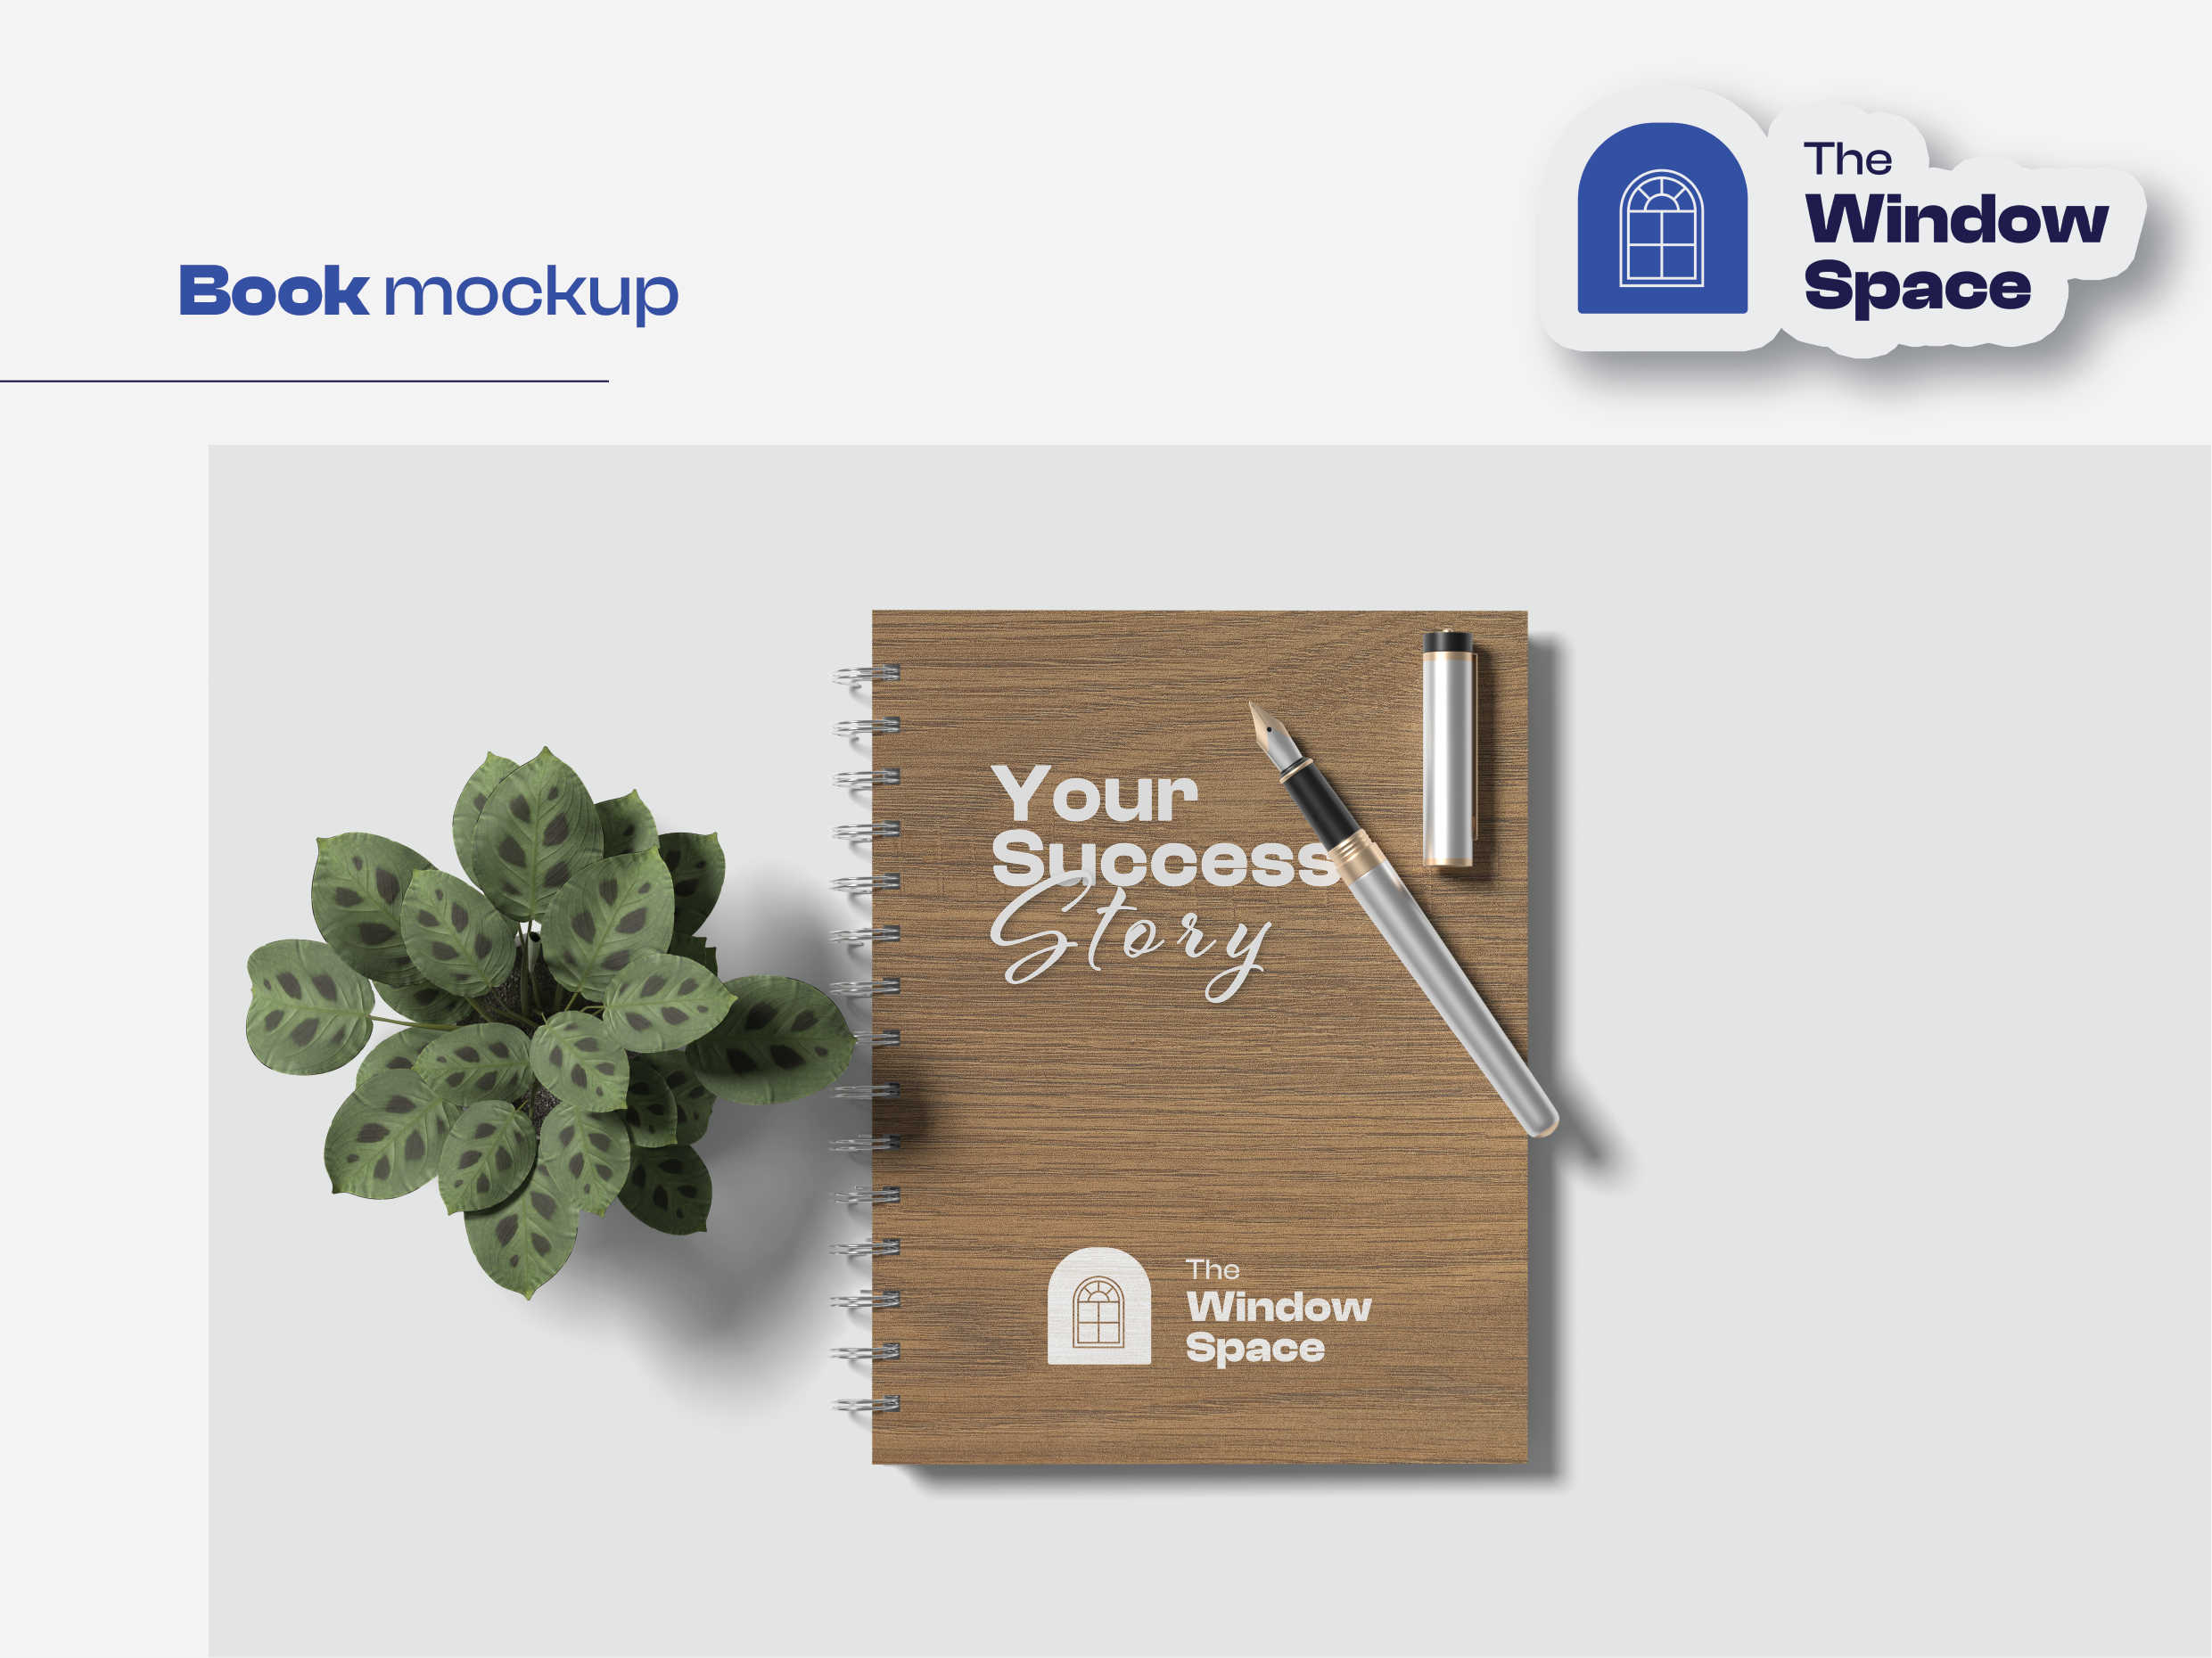 The
Window
Space
Book mockup
Your
Success
Story
The
Window
Space